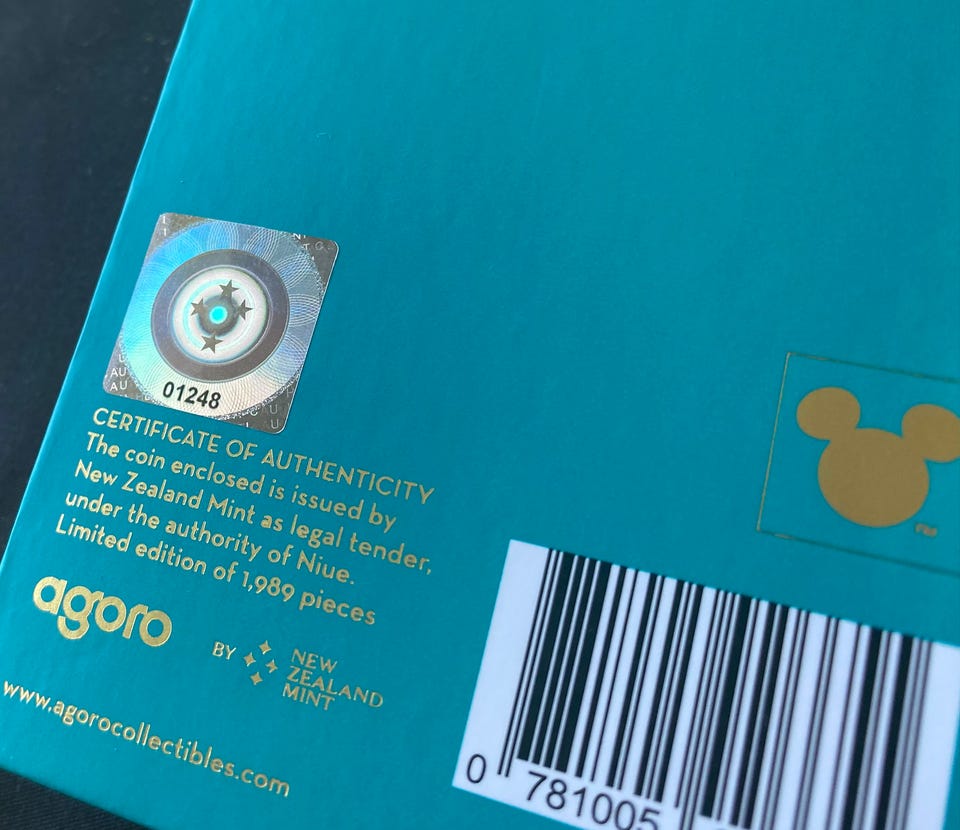 01248
CERTIFICATE OF AUTHENTICITY
The coin enclosed is issued by
New Zealand Mint as legal tender,
under the authority of Niue.
Limited edition of 1,989 pieces
agoro
BY NEW
ZEALAND
MINT
www.agorocollectibles.com
TM
0 781005